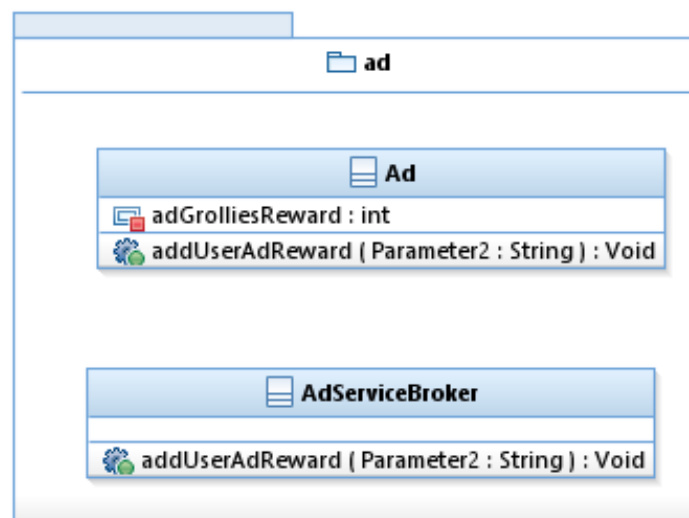 ad
Ad
adGrolliesReward : int
addUserAdReward ( Parameter2 : String ) : Void
AdServiceBroker
addUserAdReward ( Parameter2 : String ) : Void